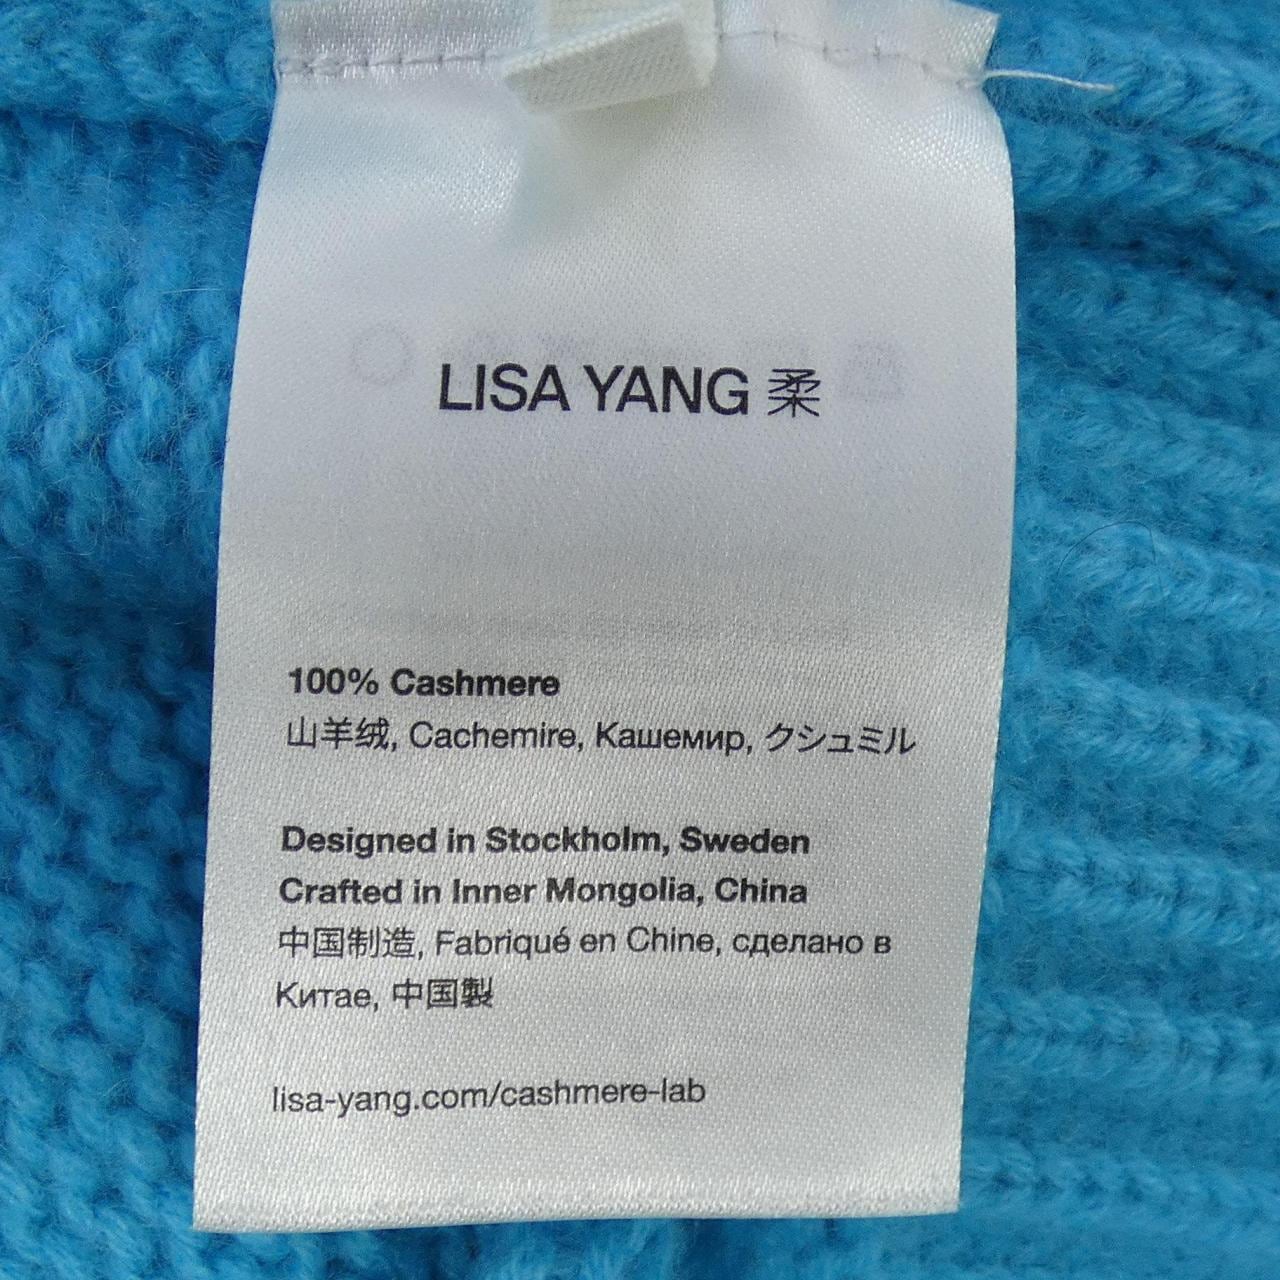 LISA YANG 柔
100% Cashmere
山羊绒, Cachemire, Кашемир, クシュミル
Designed in Stockholm, Sweden
Crafted in Inner Mongolia, China
中国制造, Fabriqué en Chine, сделано в
Китае, 中国製
lisa-yang.com/cashmere-lab